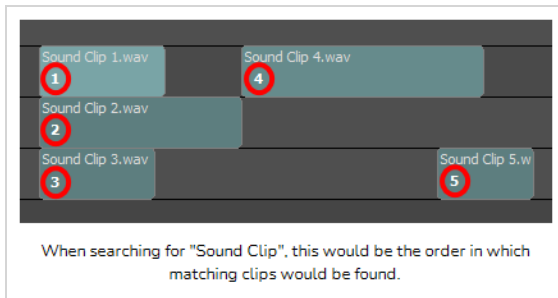 Sound Clip 1.wav
1
Sound Clip 4.wav
4
Sound Clip 2.wav
2
Sound Clip 3.wav
3
Sound Clip 5.w
5
When searching for "Sound Clip", this would be the order in which
matching clips would be found.